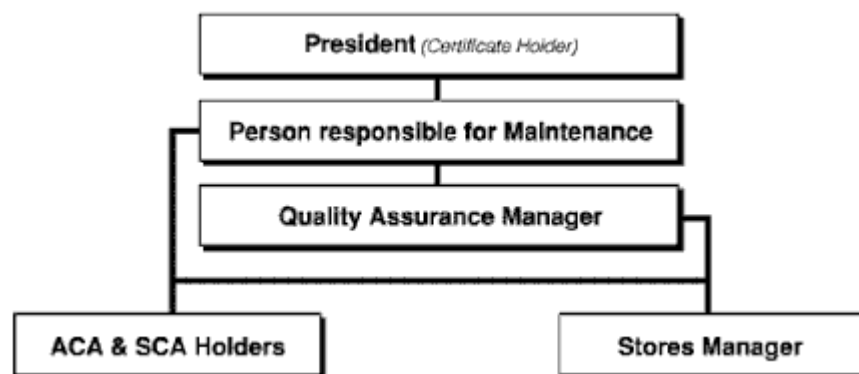 President (Certificate Holder)
Person responsible for Maintenance
Quality Assurance Manager
ACA & SCA Holders
Stores Manager